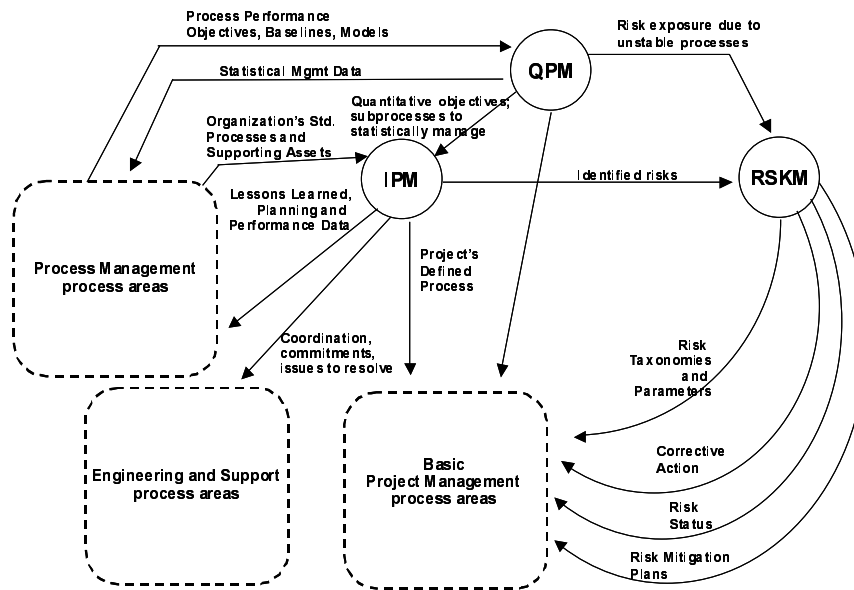 Process Performance
Objectives, Baselines, Models
Risk exposure due to
unstable processes
QPM
Statistical Mgmt Data
Quantitative objectives;
subprocesses to
statistically manage
Organization's Std.
Processes and
Supporting Assets
IPM
Identified risks
RSKM
Lessons Learned,
Planning and
Performance Data
Process Management
process areas
Project's
Defined
Process
Coordination,
commitments,
issues to resolve
Risk
Taxonomies
and
Parameters
Engineering and Support
process areas
Basic
Project Management
process areas
Corrective
Action
Risk
Status
Risk Mitigation
Plans